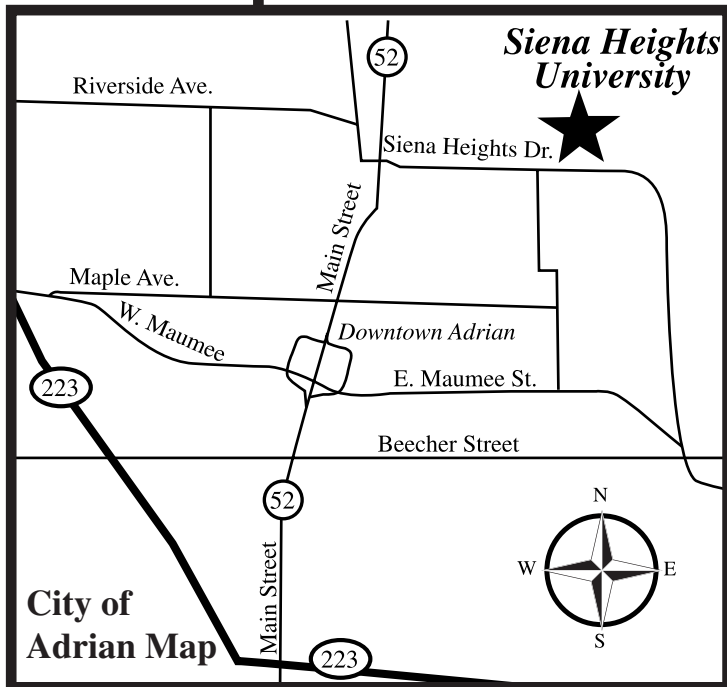 Siena Heights
University
52
Riverside Ave.
Siena Heights Dr.
Main Street
Maple Ave.
W. Maumee
Downtown Adrian
223
E. Maumee St.
Beecher Street
52
N
W
E
S
Main Street
City of
Adrian Map
223